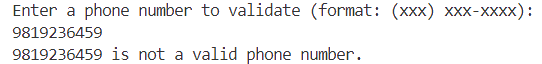 Enter a phone number to validate (format: (xxx) xxx-xxxx):
9819236459
9819236459 is not a valid phone number.